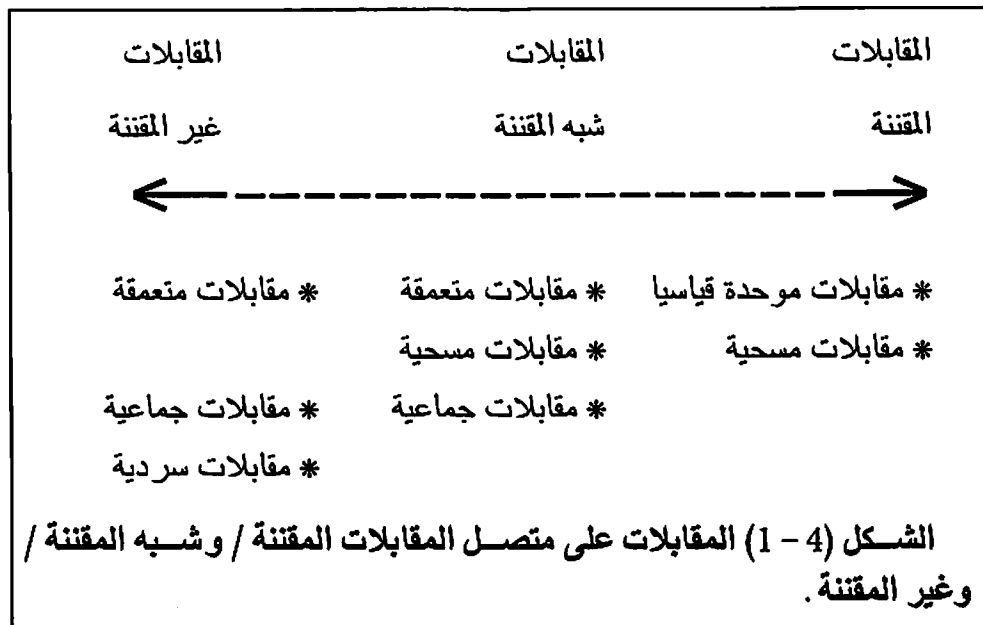 المقابلات المقابلات المقابلات
المقننة شبه المقننة غير المقننة
* مقابلات موحدة قياسيا * مقابلات متعمقة * مقابلات متعمقة
* مقابلات مسحية * مقابلات مسحية
* مقابلات جماعية * مقابلات جماعية
* مقابلات سردية
الشكل (4 – 1) المقابلات على متصل المقابلات المقننة / وشبه المقننة /
وغير المقننة .